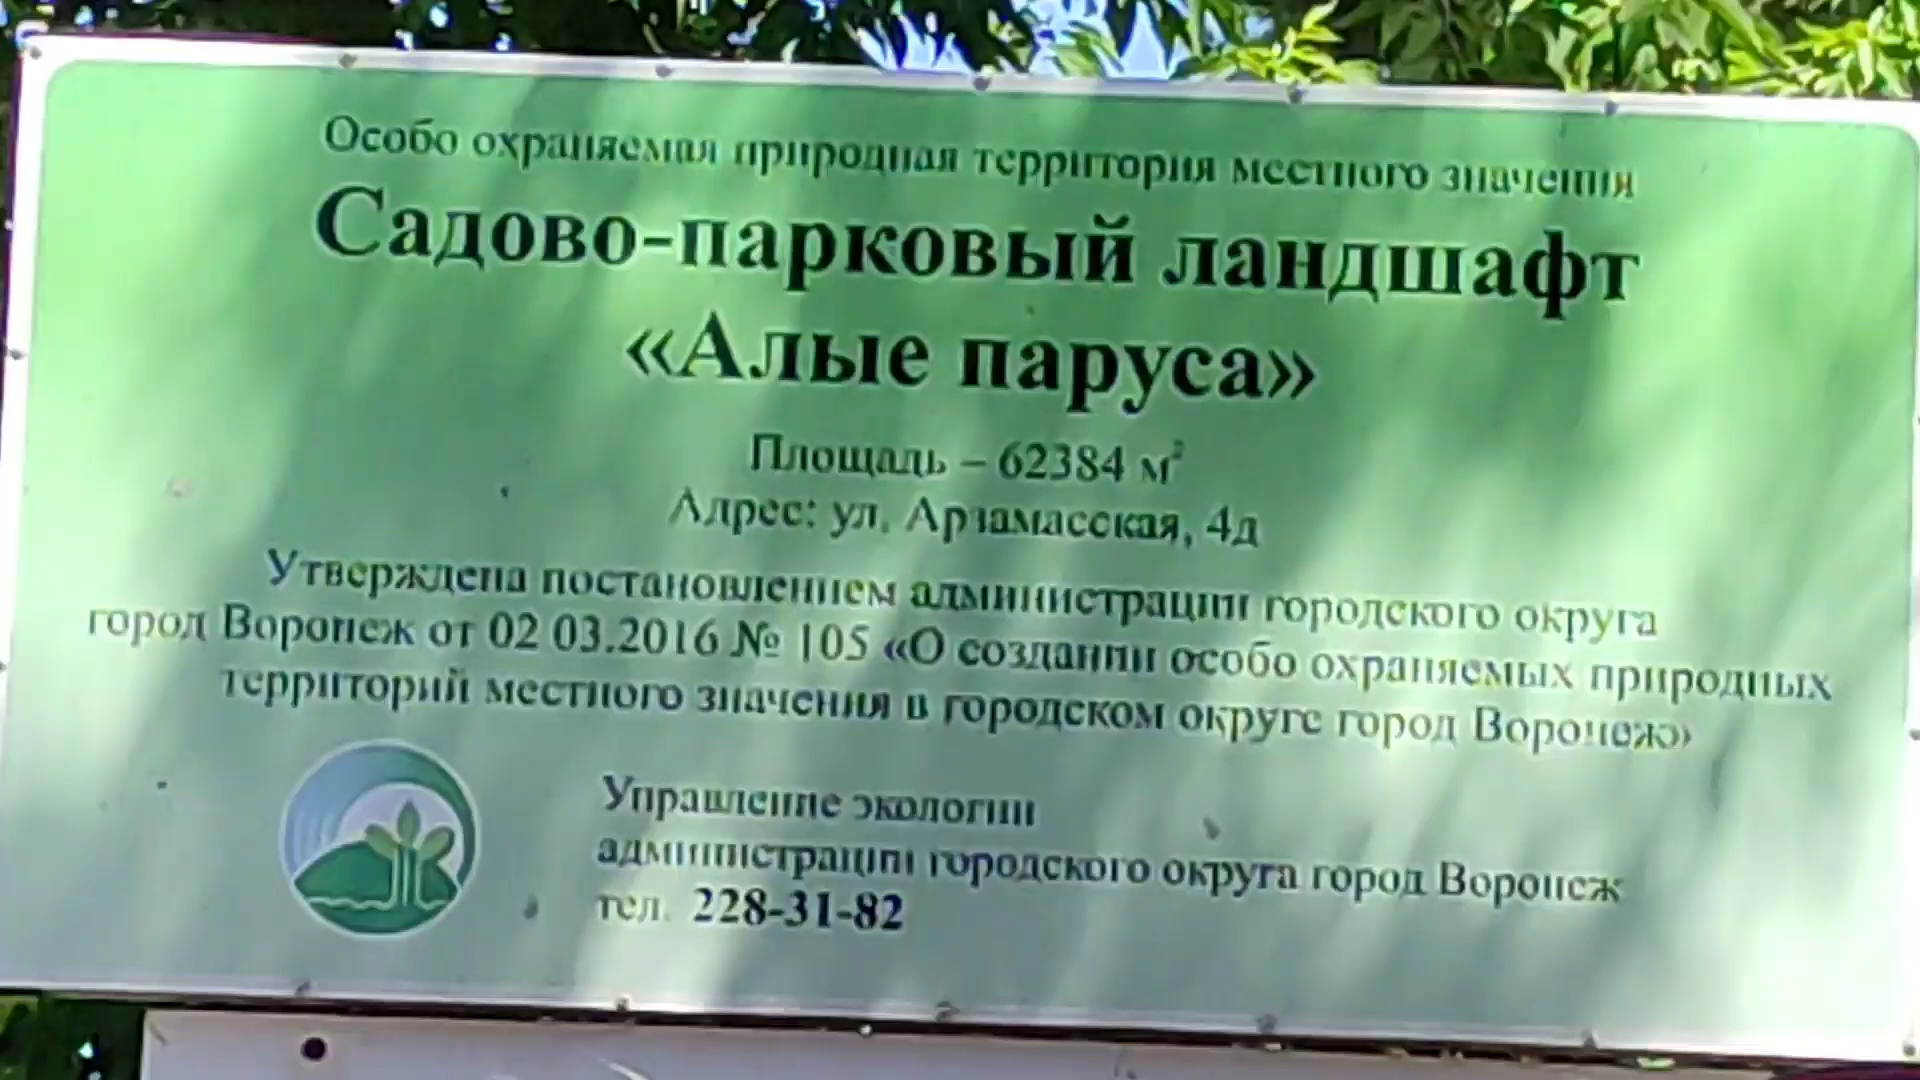 Особо охраняемая природная территория местного значения
Садово-парковый ландшафт
«Алые паруса»
Площадь – 62384 м²
Адрес: ул. Арзамасская, 4д
Утверждена постановлением администрации городского округа
город Воронеж от 02 03.2016 № 105 «О создании особо охраняемых природных
территорий местного значения в городском округе город Воронеж»
Управление экологии
администрации городского округа город Воронеж
тел. 228-31-82